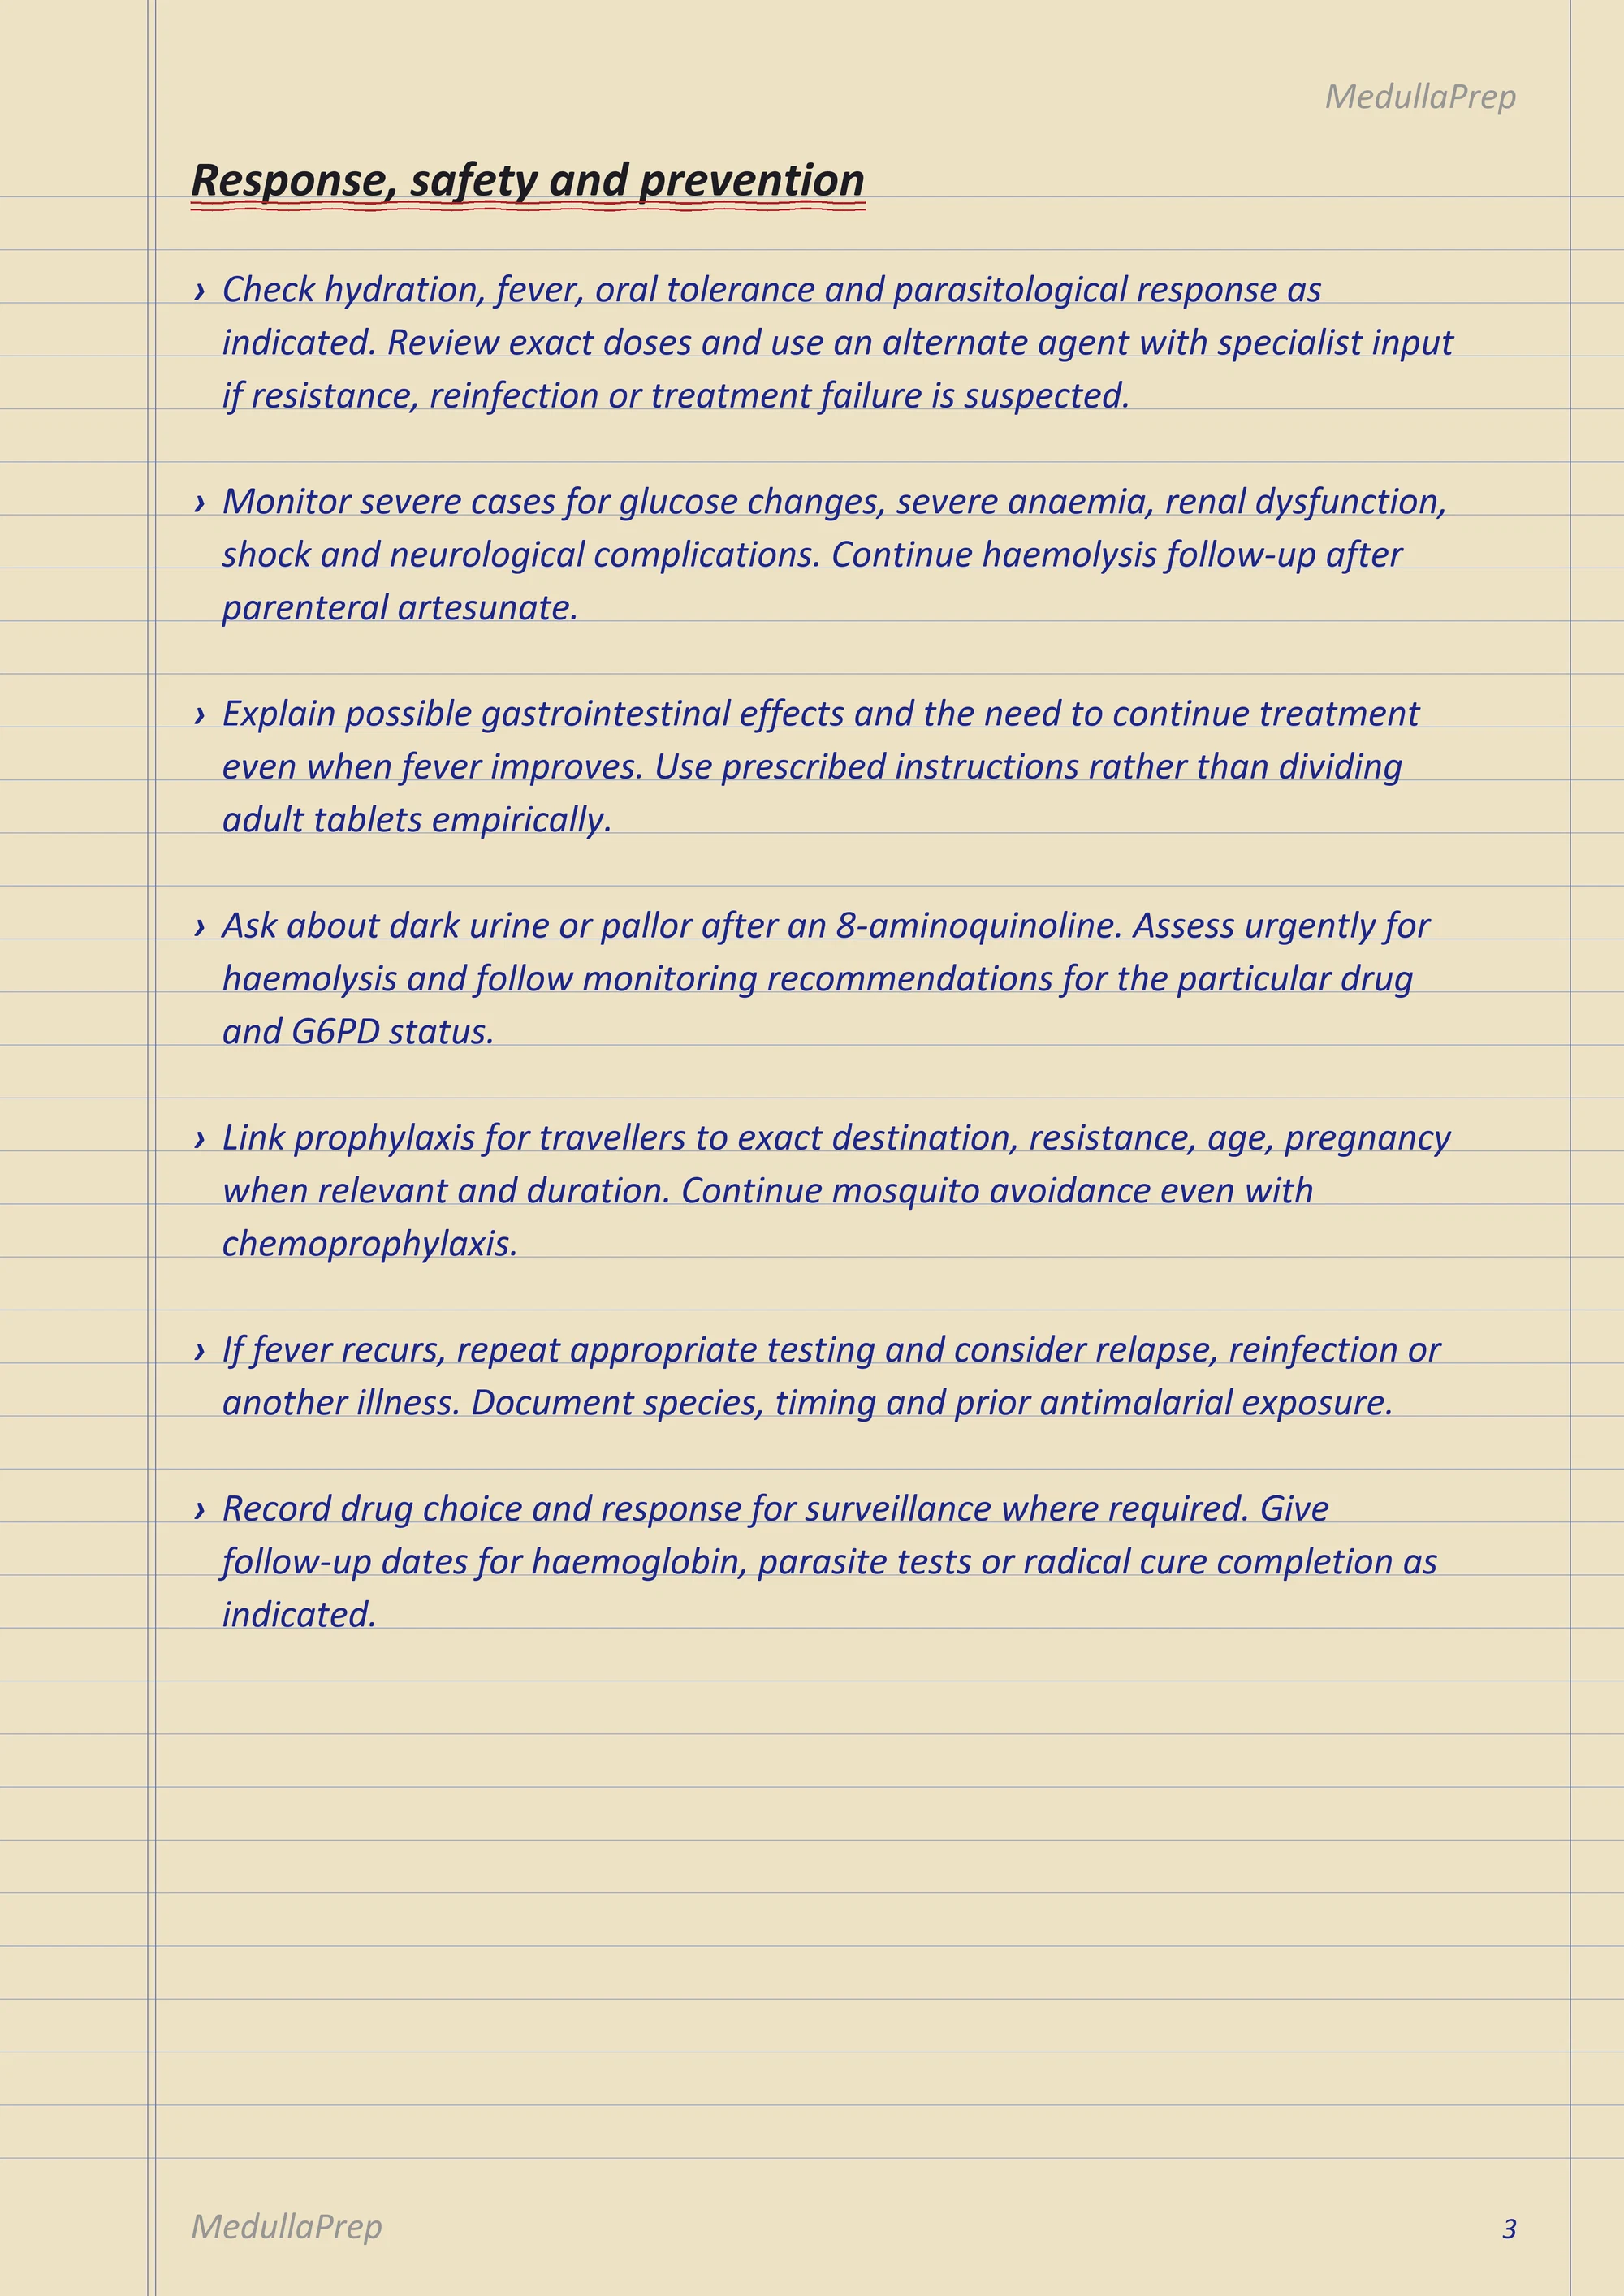 MedullaPrep
Response, safety and prevention
› Check hydration, fever, oral tolerance and parasitological response as
indicated. Review exact doses and use an alternate agent with specialist input
if resistance, reinfection or treatment failure is suspected.
› Monitor severe cases for glucose changes, severe anaemia, renal dysfunction,
shock and neurological complications. Continue haemolysis follow-up after
parenteral artesunate.
› Explain possible gastrointestinal effects and the need to continue treatment
even when fever improves. Use prescribed instructions rather than dividing
adult tablets empirically.
› Ask about dark urine or pallor after an 8-aminoquinoline. Assess urgently for
haemolysis and follow monitoring recommendations for the particular drug
and G6PD status.
› Link prophylaxis for travellers to exact destination, resistance, age, pregnancy
when relevant and duration. Continue mosquito avoidance even with
chemoprophylaxis.
› If fever recurs, repeat appropriate testing and consider relapse, reinfection or
another illness. Document species, timing and prior antimalarial exposure.
› Record drug choice and response for surveillance where required. Give
follow-up dates for haemoglobin, parasite tests or radical cure completion as
indicated.
MedullaPrep
3